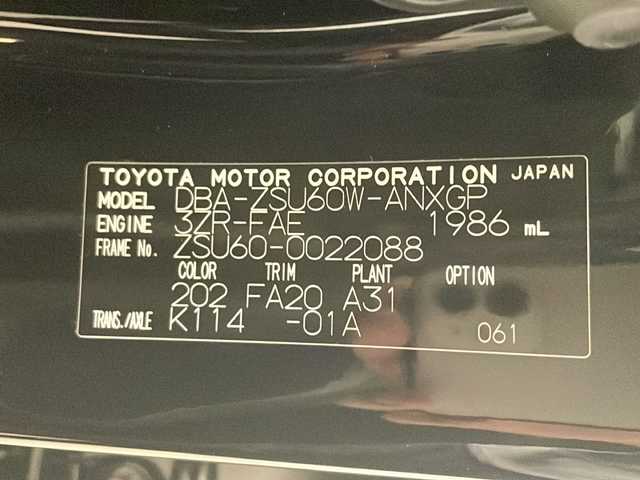 TOYOTA MOTOR CORPORATION JAPAN
MODEL DBA-ZSU60W-ANXGP
ENGINE 3ZR-FAE 1986 mL
FRAME No. ZSU60-0022088
COLOR TRIM PLANT OPTION
202 FA20 A31
TRANS./AXLE K114 -01A 061